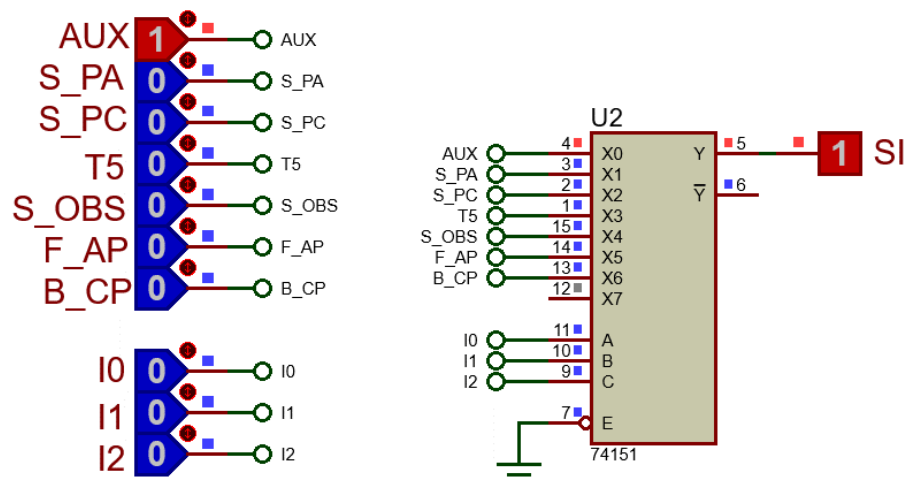 AUX 1 AUX
S_PA 0 S_PA
S_PC 0 S_PC
T5 0 T5
S_OBS 0 S_OBS
F_AP 0 F_AP
B_CP 0 B_CP
I0 0 I0
I1 0 I1
I2 0 I2
U2
AUX 4 X0 Y 5 1 SI
S_PA 3 X1
S_PC 2 X2 Y 6
T5 1 X3
S_OBS 15 X4
F_AP 14 X5
B_CP 13 X6
12 X7
I0 11 A
I1 10 B
I2 9 C
7 E
74151